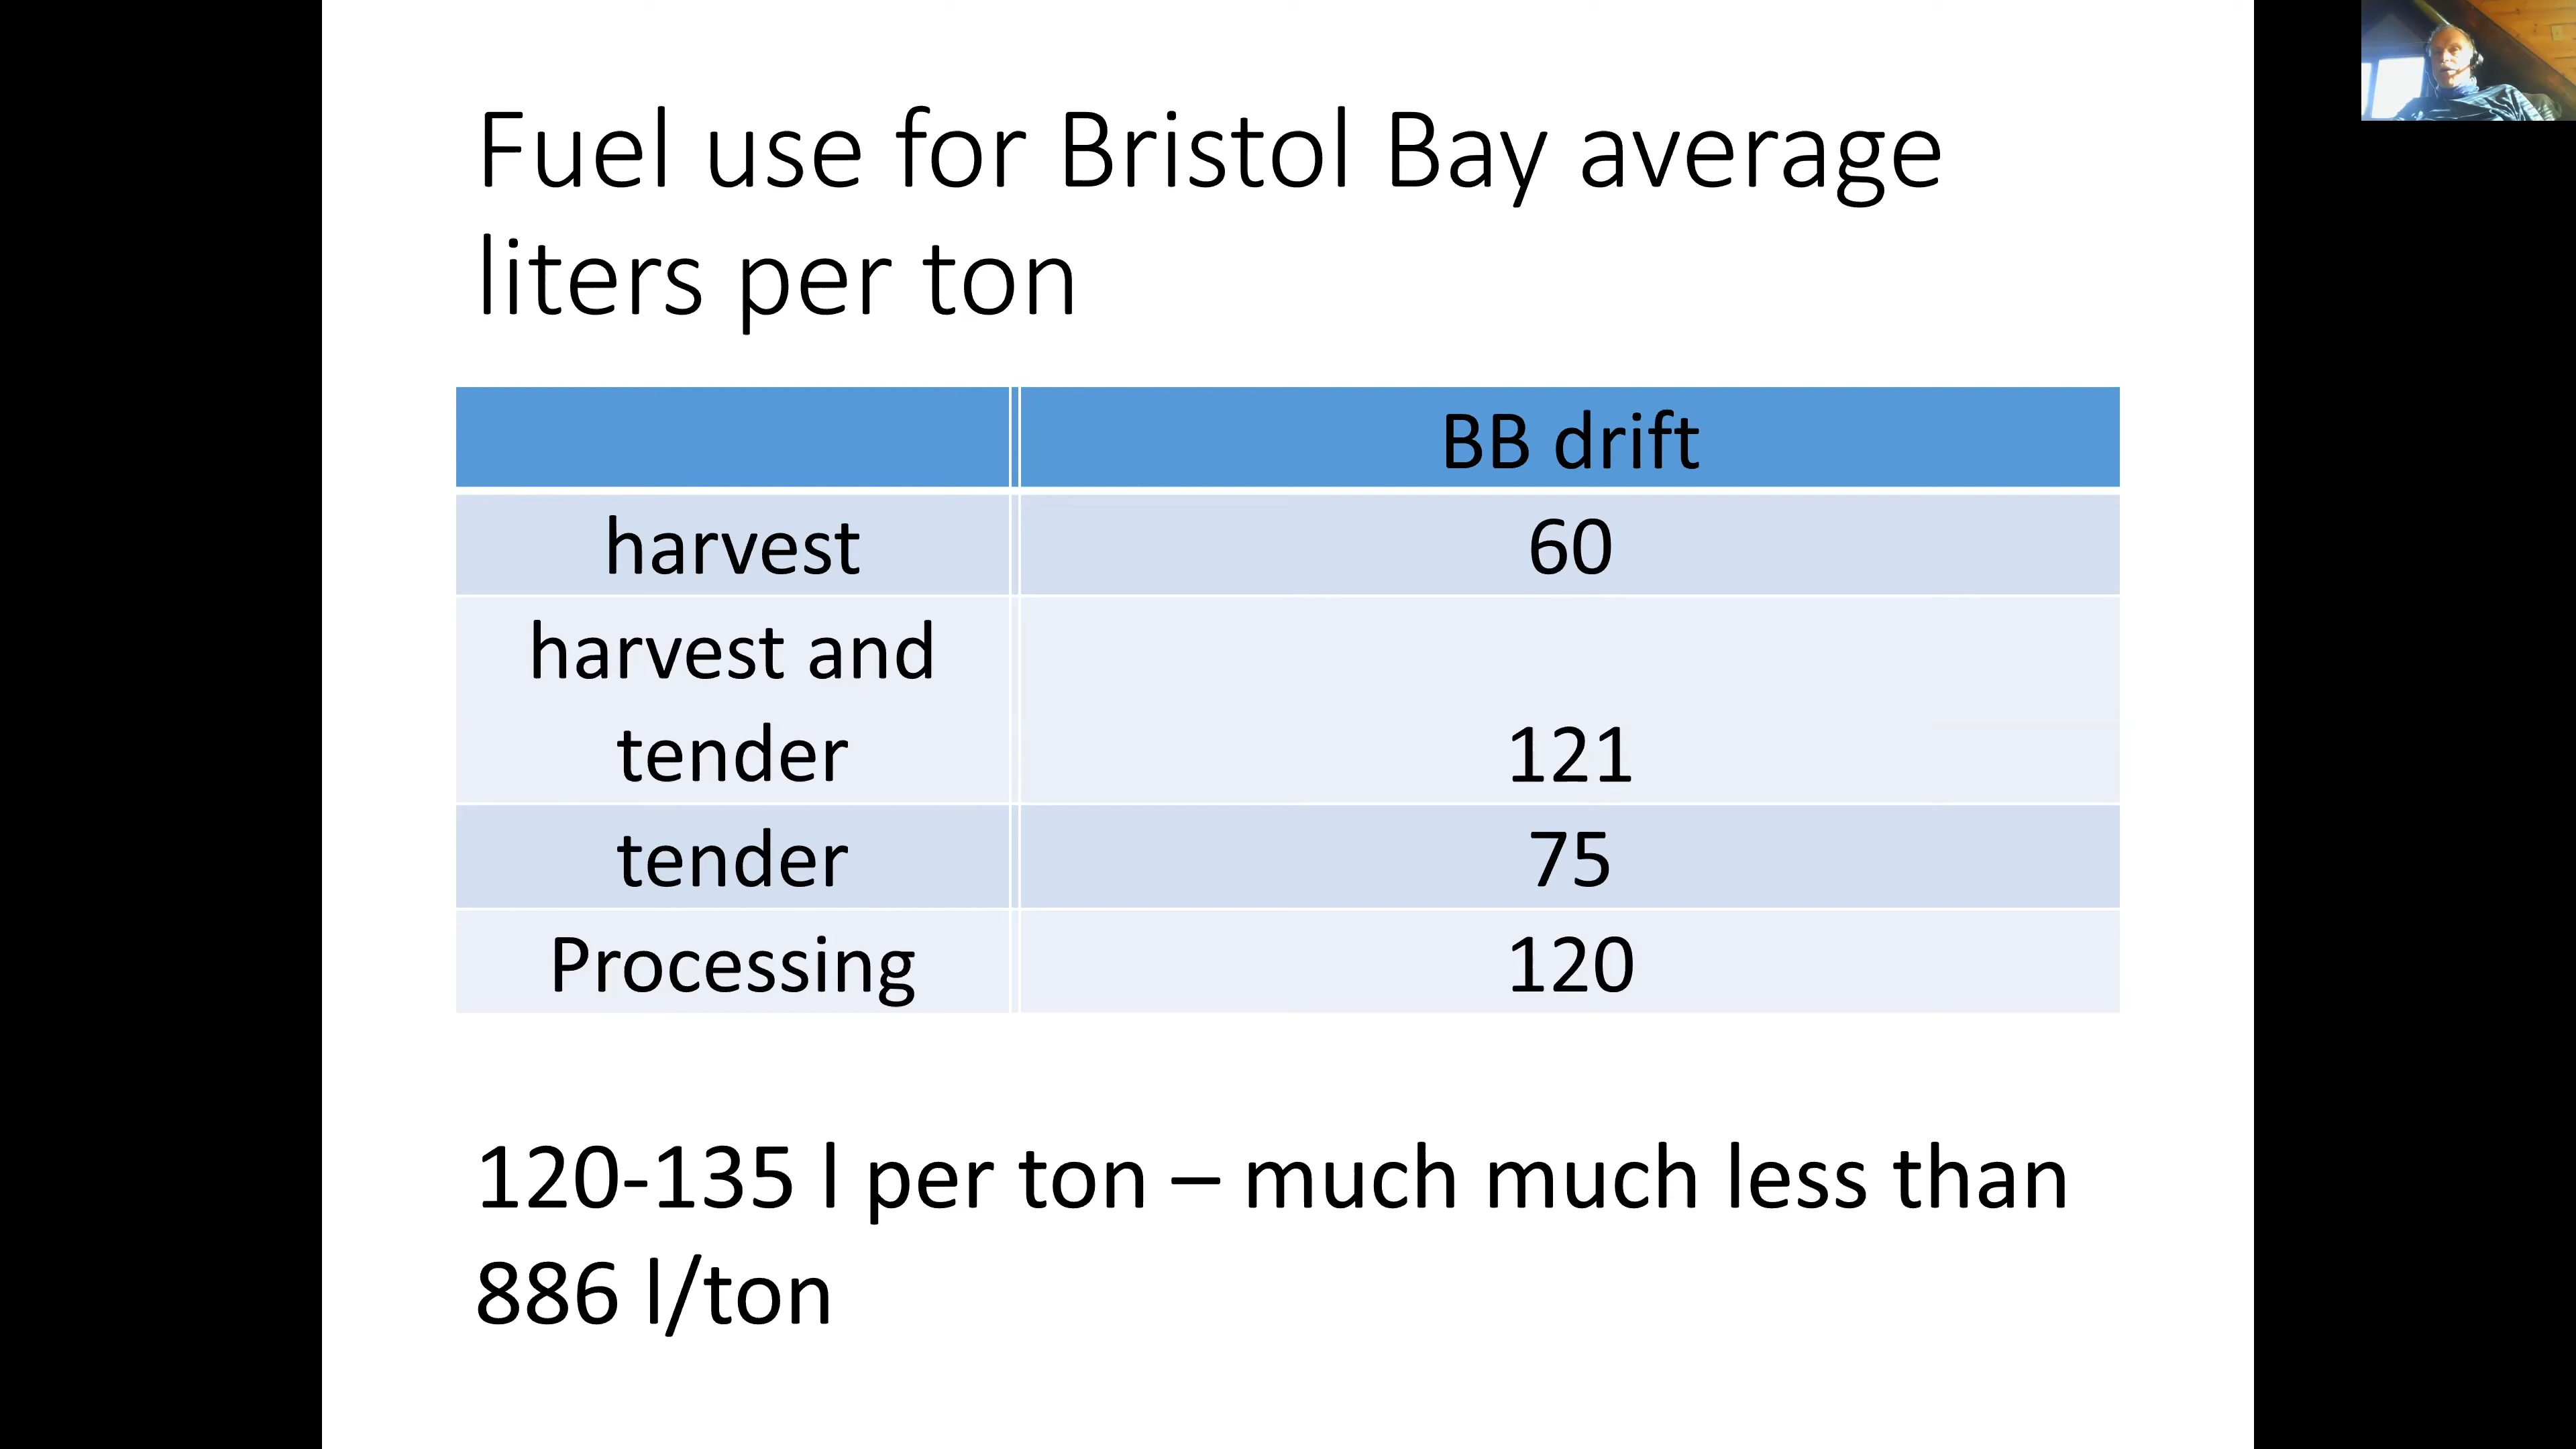 Fuel use for Bristol Bay average
liters per ton
BB drift
harvest 60
harvest and
tender 121
tender 75
Processing 120
120-135 l per ton – much much less than
886 l/ton